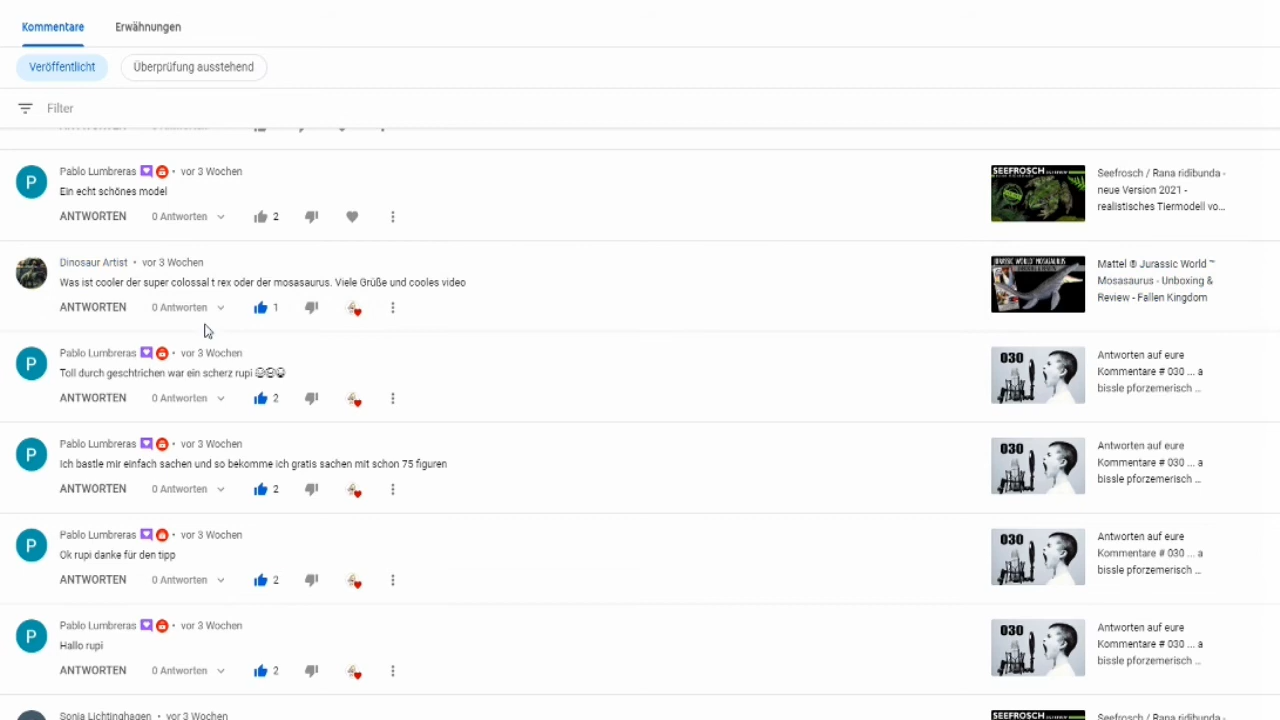 Kommentare
Erwähnungen
Veröffentlicht
Überprüfung ausstehend
Filter
P
Pablo Lumbreras • vor 3 Wochen
Ein echt schönes model
ANTWORTEN 0 Antworten 2
SEEFROSCH
Seefrosch / Rana ridibunda -
neue Version 2021 -
realistisches Tiermodell vo...
Dinosaur Artist • vor 3 Wochen
Was ist cooler der super colossal t rex oder der mosasaurus. Viele Grüße und cooles video
ANTWORTEN 0 Antworten 1
JURASSIC WORLD MOSASAURUS
Mattel ® Jurassic World ™
Mosasaurus - Unboxing &
Review - Fallen Kingdom
P
Pablo Lumbreras • vor 3 Wochen
Toll durch geschtrichen war ein scherz rupi
ANTWORTEN 0 Antworten 2
030
Antworten auf eure
Kommentare # 030 ... a
bissle pforzemerisch ...
P
Pablo Lumbreras • vor 3 Wochen
Ich bastle mir einfach sachen und so bekomme ich gratis sachen mit schon 75 figuren
ANTWORTEN 0 Antworten 2
030
Antworten auf eure
Kommentare # 030 ... a
bissle pforzemerisch ...
P
Pablo Lumbreras • vor 3 Wochen
Ok rupi danke für den tipp
ANTWORTEN 0 Antworten 2
030
Antworten auf eure
Kommentare # 030 ... a
bissle pforzemerisch ...
P
Pablo Lumbreras • vor 3 Wochen
Hallo rupi
ANTWORTEN 0 Antworten 2
030
Antworten auf eure
Kommentare # 030 ... a
bissle pforzemerisch ...
Sonja Lichtinghagen • vor 3 Wochen
SEEFROSCH
Seefrosch / Rana ridibunda -